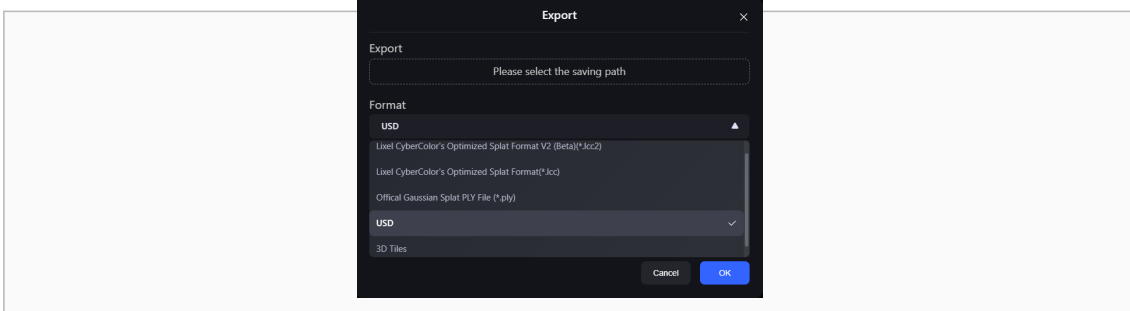 Export
Export
Please select the saving path
Format
USD
Lixel CyberColor's Optimized Splat Format V2 (Beta)(*.lcc2)
Lixel CyberColor's Optimized Splat Format(*.lcc)
Offical Gaussian Splat PLY File (*.ply)
USD
3D Tiles
Cancel OK